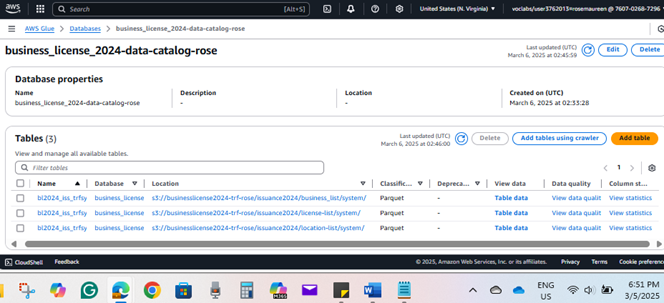 aws
Search
[Alt+S]
United States (N. Virginia)
voclabs/user3762013=rosemaureen @ 7607-0268-7296
AWS Glue > Databases > business_license_2024-data-catalog-rose
business_license_2024-data-catalog-rose
Last updated (UTC)
March 6, 2025 at 02:45:59
Edit
Delete
Database properties
Name
business_license_2024-data-catalog-rose
Description
-
Location
-
Created on (UTC)
March 6, 2025 at 02:33:28
Tables (3)
View and manage all available tables.
Last updated (UTC)
March 6, 2025 at 02:46:00
Delete
Add tables using crawler
Add table
Filter tables
1
Name Database Location Classific... Depreca... View data Data quality Column st...
bl2024_iss_trfsy business_license s3://businesslicense2024-trf-rose/issuance2024/business_list/system/ Parquet - Table data View data qualit View statistics
bl2024_iss_trfsy business_license s3://businesslicense2024-trf-rose/issuance2024/license-list/system/ Parquet - Table data View data qualit View statistics
bl2024_iss_trfsy business_license s3://businesslicense2024-trf-rose/issuance2024/location-list/system/ Parquet - Table data View data qualit View statistics
CloudShell Feedback © 2025, Amazon Web Services, Inc. or its affiliates. Privacy Terms Cookie preference
M365
ENG
US
6:51 PM
3/5/2025